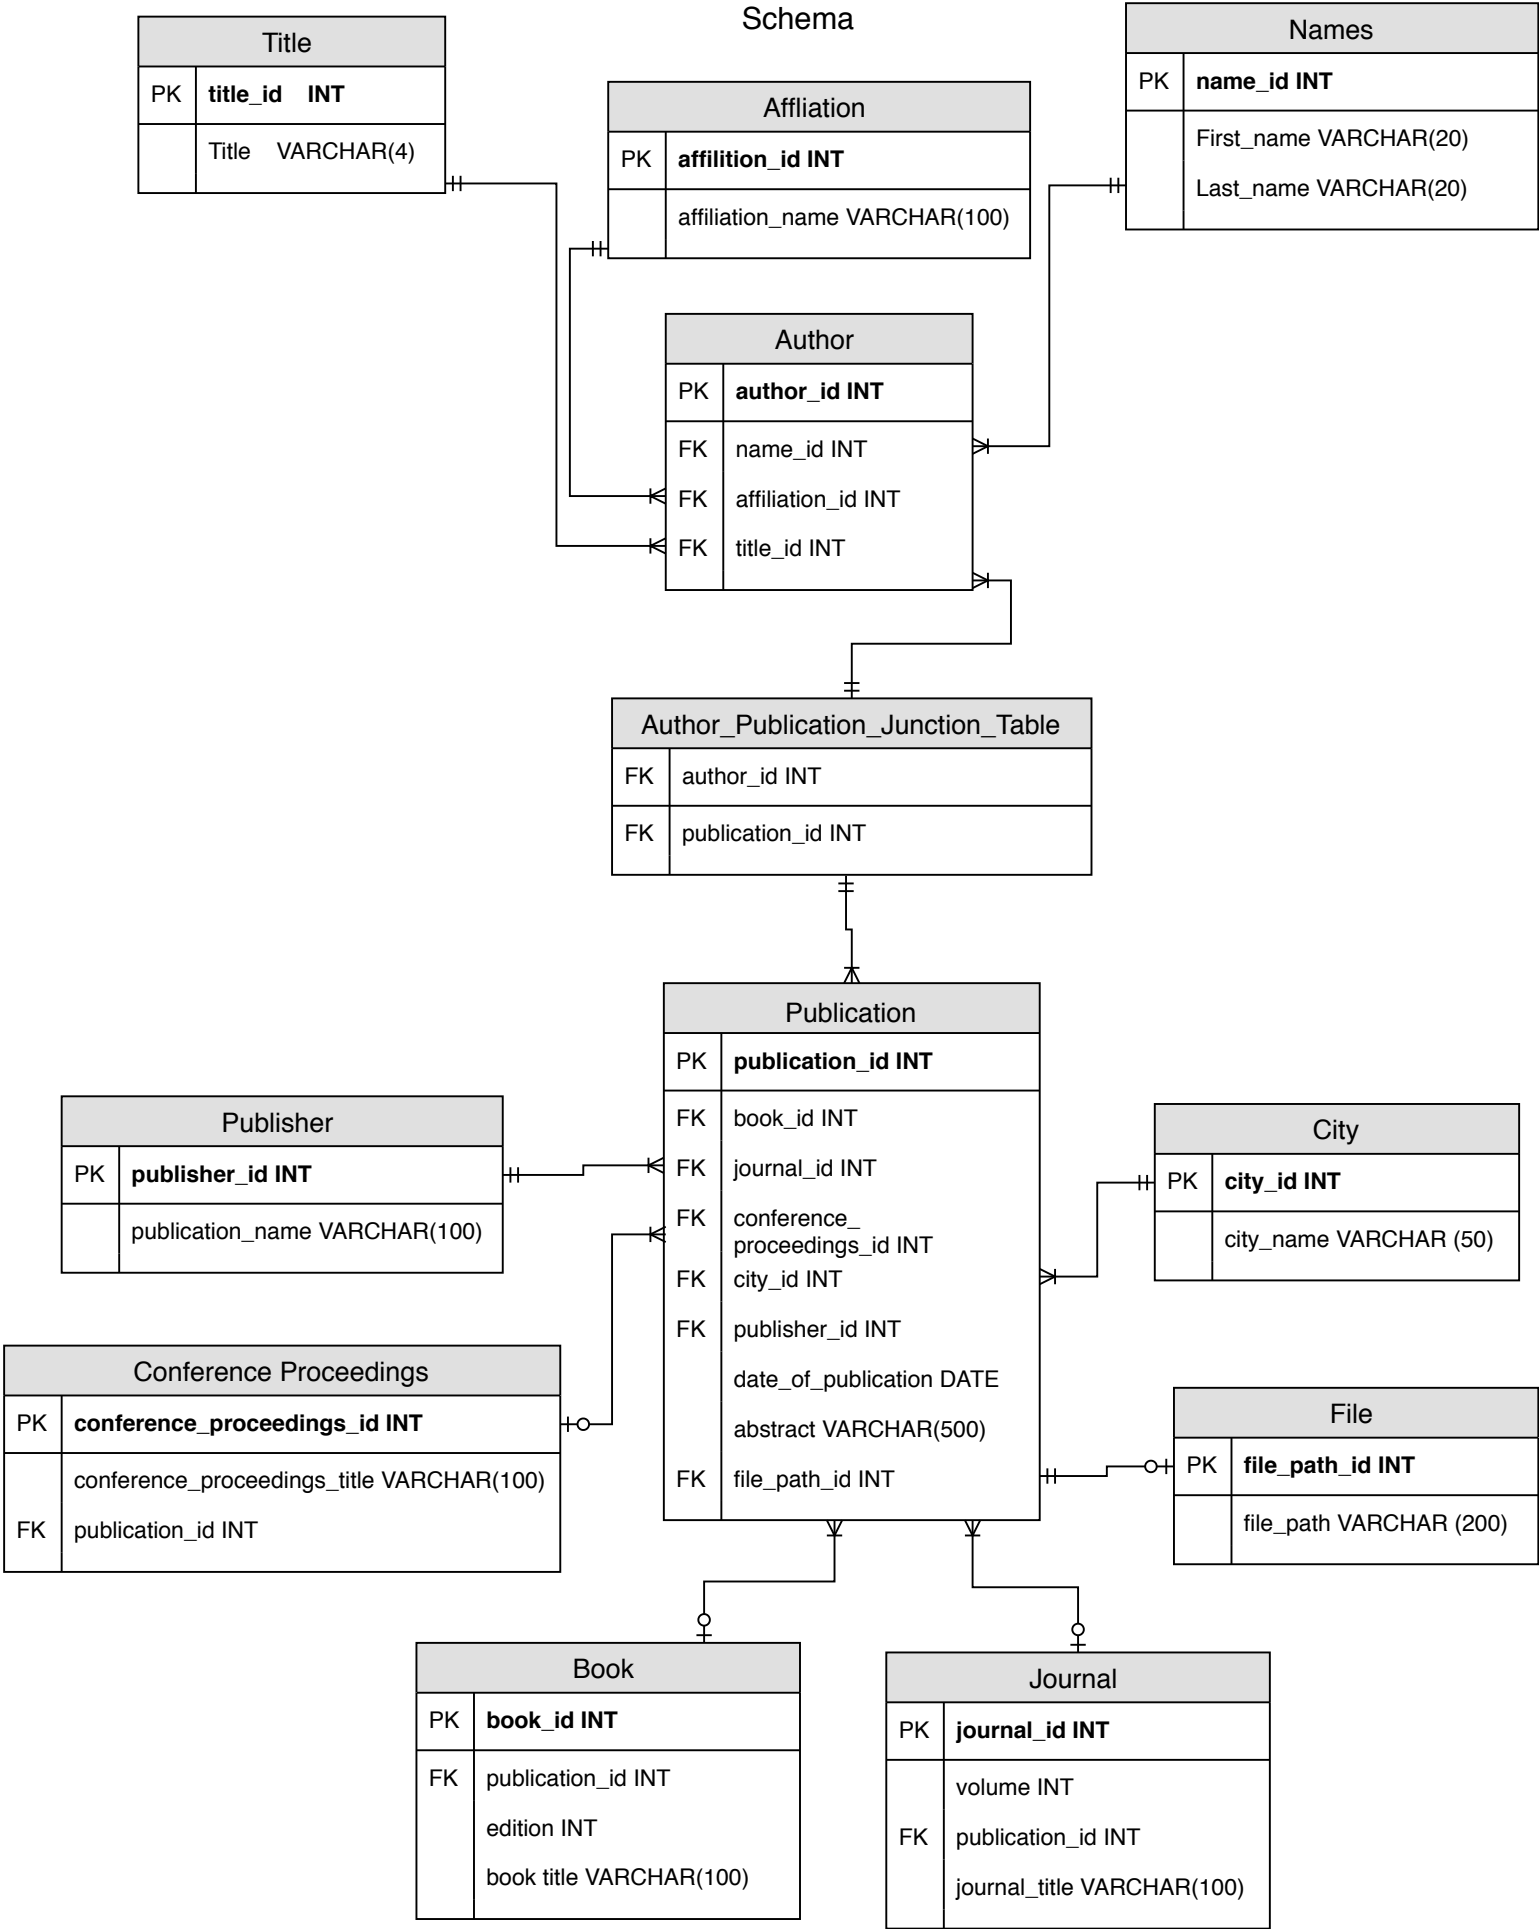 Schema
Title
PK title_id INT
Title VARCHAR(4)
Affliation
PK affilition_id INT
affiliation_name VARCHAR(100)
Names
PK name_id INT
First_name VARCHAR(20)
Last_name VARCHAR(20)
Author
PK author_id INT
FK name_id INT
FK affiliation_id INT
FK title_id INT
Author_Publication_Junction_Table
FK author_id INT
FK publication_id INT
Publication
PK publication_id INT
FK book_id INT
FK journal_id INT
FK conference_
proceedings_id INT
FK city_id INT
FK publisher_id INT
date_of_publication DATE
abstract VARCHAR(500)
FK file_path_id INT
Publisher
PK publisher_id INT
publication_name VARCHAR(100)
City
PK city_id INT
city_name VARCHAR (50)
Conference Proceedings
PK conference_proceedings_id INT
conference_proceedings_title VARCHAR(100)
FK publication_id INT
File
PK file_path_id INT
file_path VARCHAR (200)
Book
PK book_id INT
FK publication_id INT
edition INT
book title VARCHAR(100)
Journal
PK journal_id INT
volume INT
FK publication_id INT
journal_title VARCHAR(100)